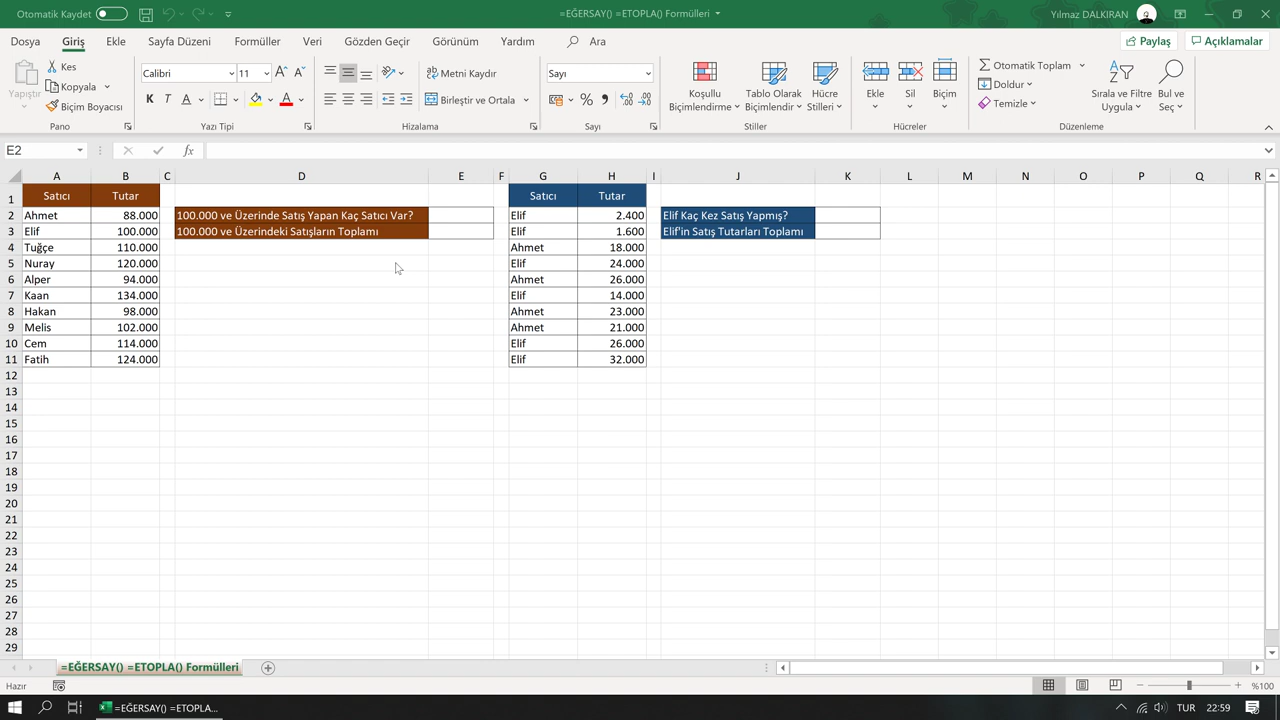 Otomatik Kaydet
=EĞERSAY() =ETOPLA() Formülleri
Yılmaz DALKIRAN
Dosya Giriş Ekle Sayfa Düzeni Formüller Veri Gözden Geçir Görünüm Yardım Ara
Paylaş Açıklamalar
Yapıştır
Kes
Kopyala
Biçim Boyacısı
Pano
Calibri 11
K T A
Yazı Tipi
Metni Kaydır
Birleştir ve Ortala
Hizalama
Sayı
Sayı
Koşullu Biçimlendirme
Tablo Olarak Biçimlendir
Hücre Stilleri
Stiller
Ekle Sil Biçim
Hücreler
Otomatik Toplam
Doldur
Temizle
Sırala ve Filtre Uygula
Bul ve Seç
Düzenleme
E2 fx
A B C D E F G H I J K L M N O P Q R
1 Satıcı Tutar Satıcı Tutar
2 Ahmet 88.000 100.000 ve Üzerinde Satış Yapan Kaç Satıcı Var? Elif 2.400 Elif Kaç Kez Satış Yapmış?
3 Elif 100.000 100.000 ve Üzerindeki Satışların Toplamı Elif 1.600 Elif'in Satış Tutarları Toplamı
4 Tuğçe 110.000 Ahmet 18.000
5 Nuray 120.000 Elif 24.000
6 Alper 94.000 Ahmet 26.000
7 Kaan 134.000 Elif 14.000
8 Hakan 98.000 Ahmet 23.000
9 Melis 102.000 Ahmet 21.000
10 Cem 114.000 Elif 26.000
11 Fatih 124.000 Elif 32.000
12
13
14
15
16
17
18
19
20
21
22
23
24
25
26
27
28
29
=EĞERSAY() =ETOPLA() Formülleri
Hazır
%100
=EĞERSAY() =ETOPLA...
TUR 22:59